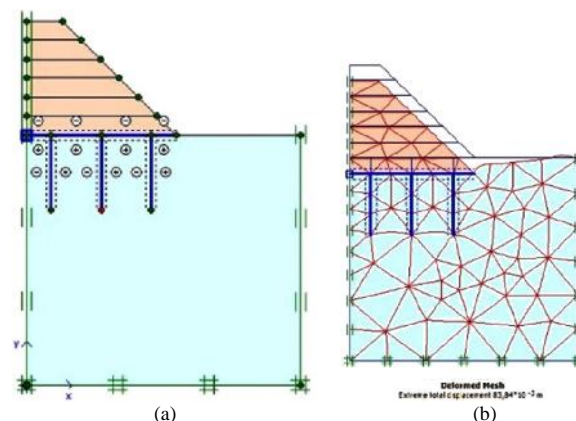 y
x
Deformed Mesh
Extreme total displacement 83,84*10⁻³ m
(a) (b)